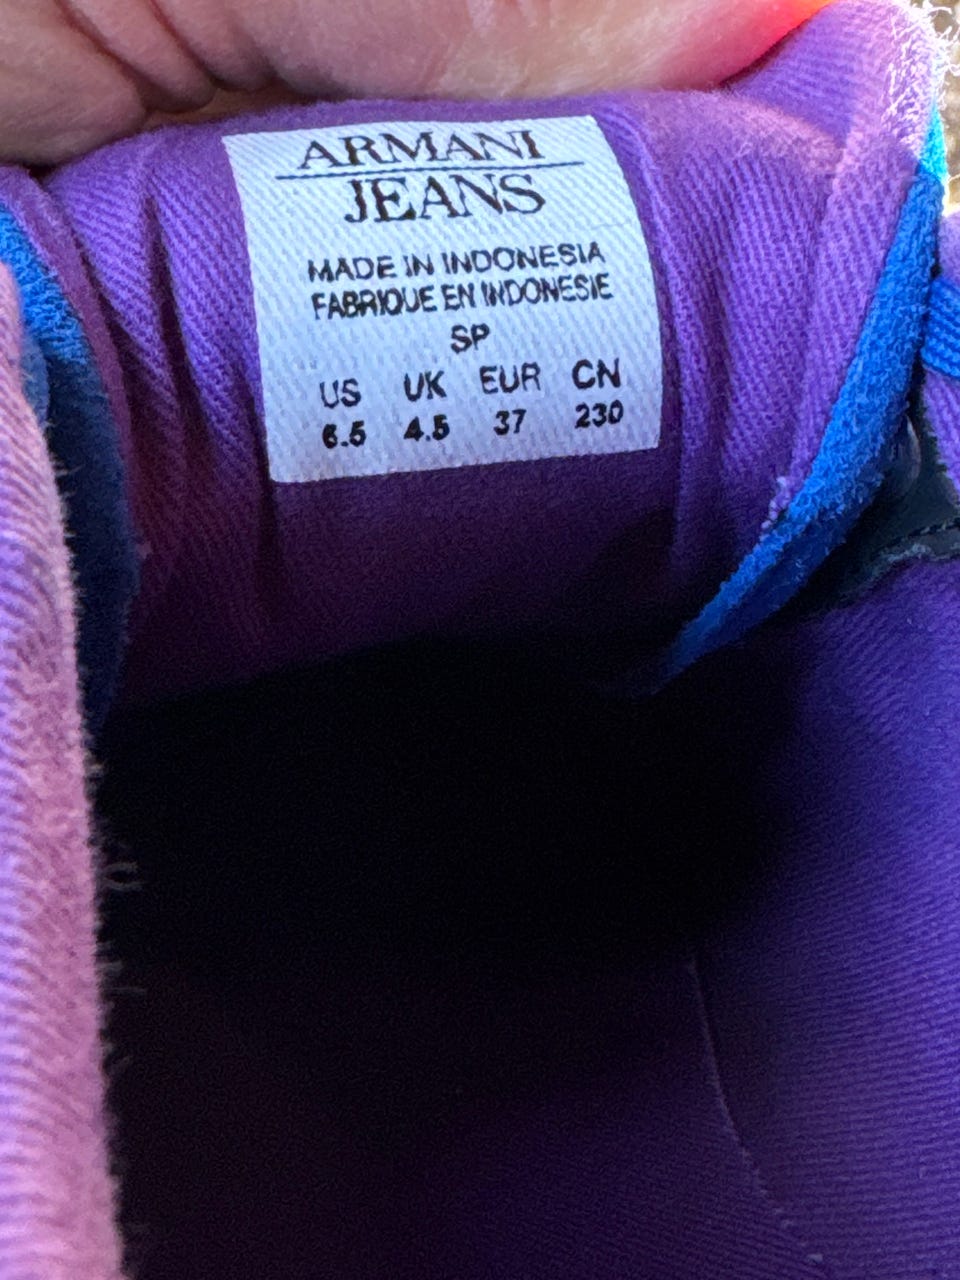 ARMANI
JEANS
MADE IN INDONESIA
FABRIQUE EN INDONESIE
SP
US UK EUR CN
6.5 4.5 37 230